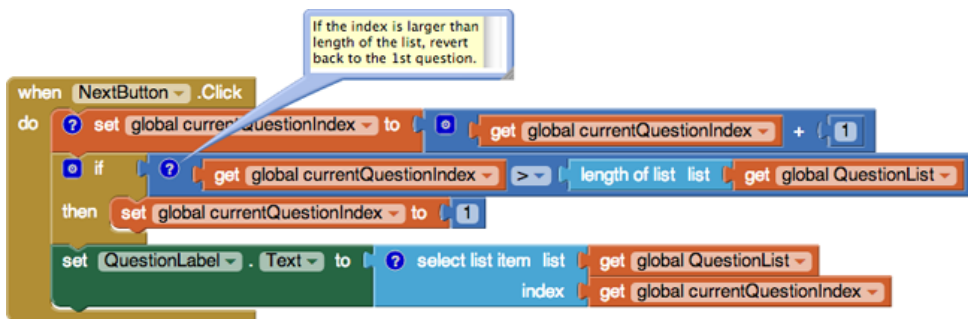 If the index is larger than
length of the list, revert
back to the 1st question.
when NextButton .Click
do ? set global currentQuestionIndex to get global currentQuestionIndex + 1
if ? get global currentQuestionIndex > length of list list get global QuestionList
then set global currentQuestionIndex to 1
set QuestionLabel . Text to ? select list item list get global QuestionList
index get global currentQuestionIndex